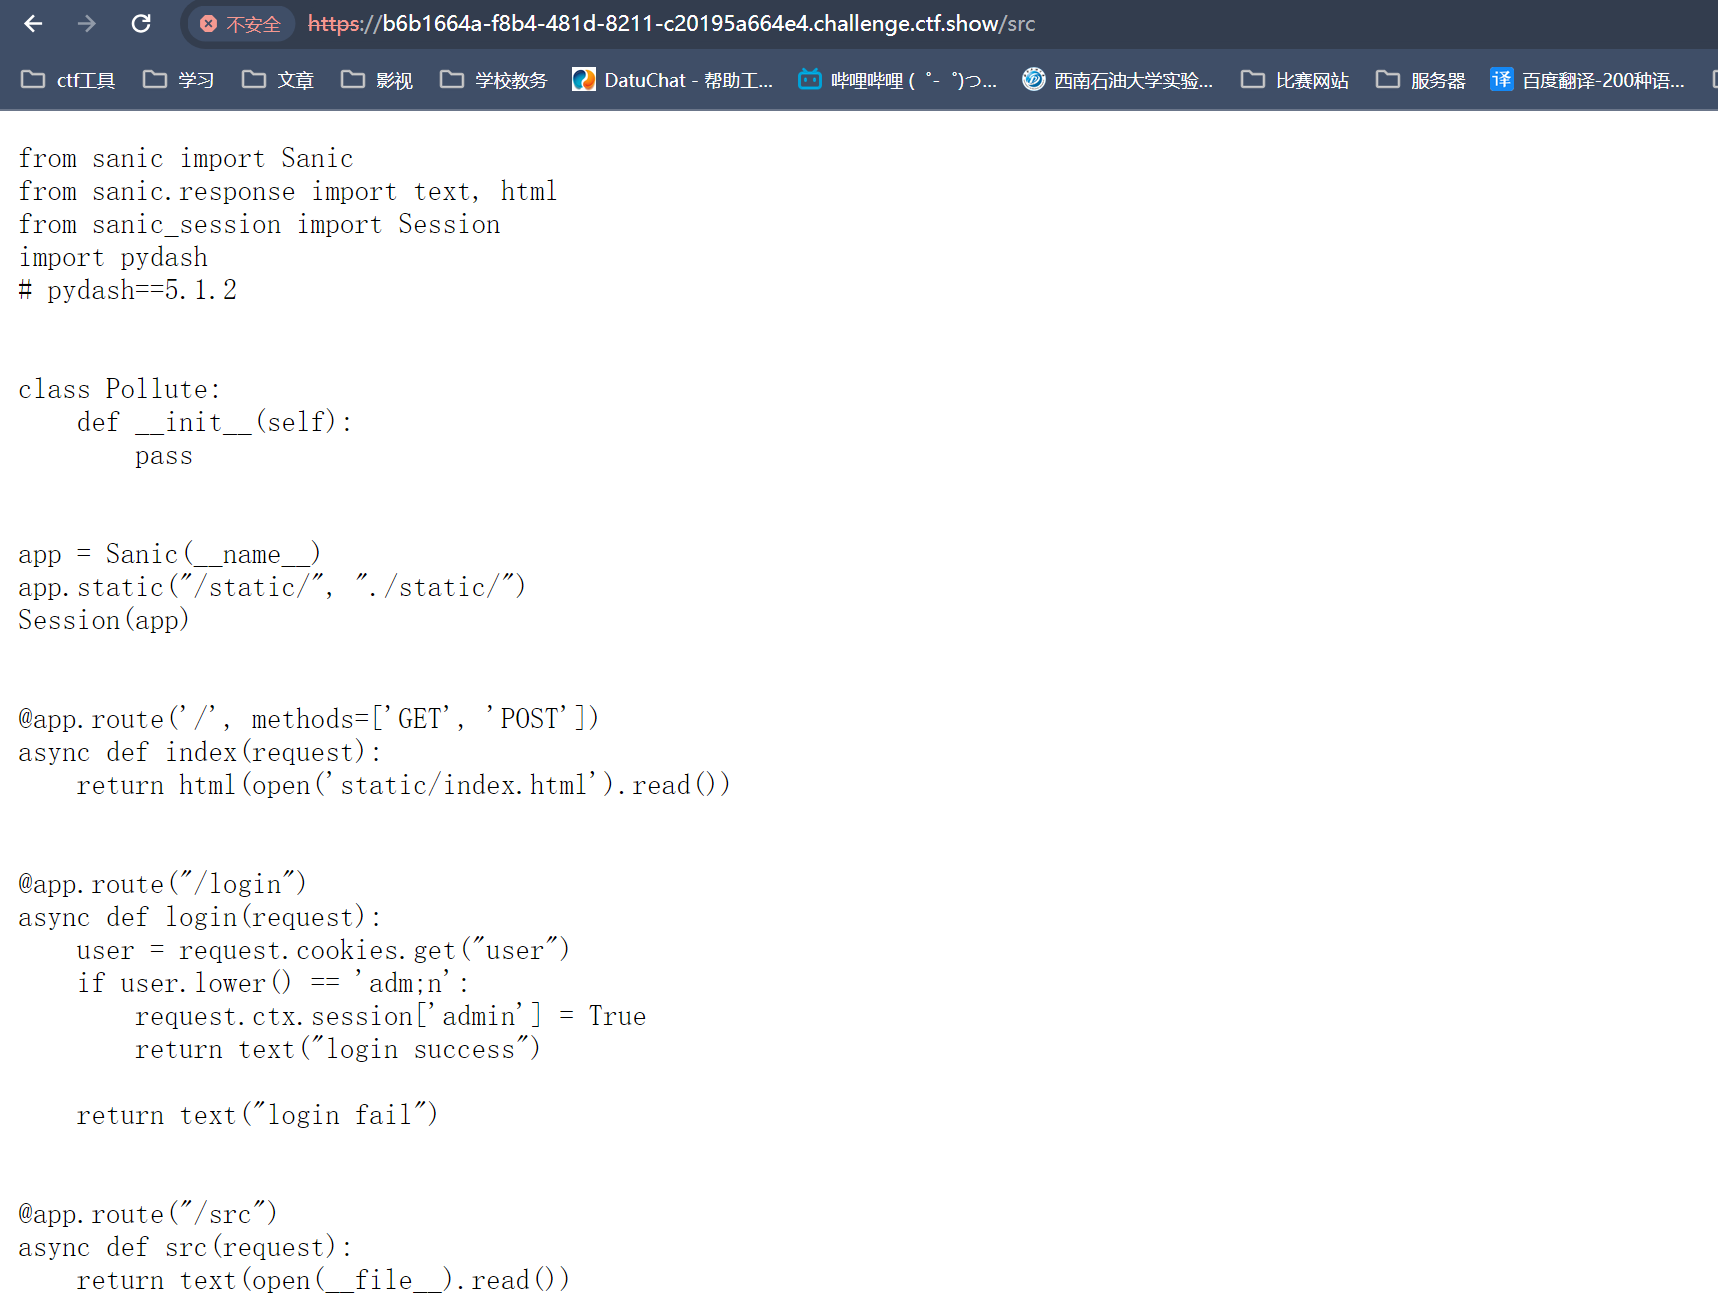 不安全 https://b6b1664a-f8b4-481d-8211-c20195a664e4.challenge.ctf.show/src
ctf工具 学习 文章 影视 学校教务 DatuChat - 帮助工... 哔哩哔哩 (゜-゜)つ... 西南石油大学实验... 比赛网站 服务器 译 百度翻译-200种语...
from sanic import Sanic
from sanic.response import text, html
from sanic_session import Session
import pydash
# pydash==5.1.2
class Pollute:
    def __init__(self):
        pass
app = Sanic(__name__)
app.static("/static/", "./static/")
Session(app)
@app.route('/', methods=['GET', 'POST'])
async def index(request):
    return html(open('static/index.html').read())
@app.route("/login")
async def login(request):
    user = request.cookies.get("user")
    if user.lower() == 'adm;n':
        request.ctx.session['admin'] = True
        return text("login success")
    return text("login fail")
@app.route("/src")
async def src(request):
    return text(open(__file__).read())